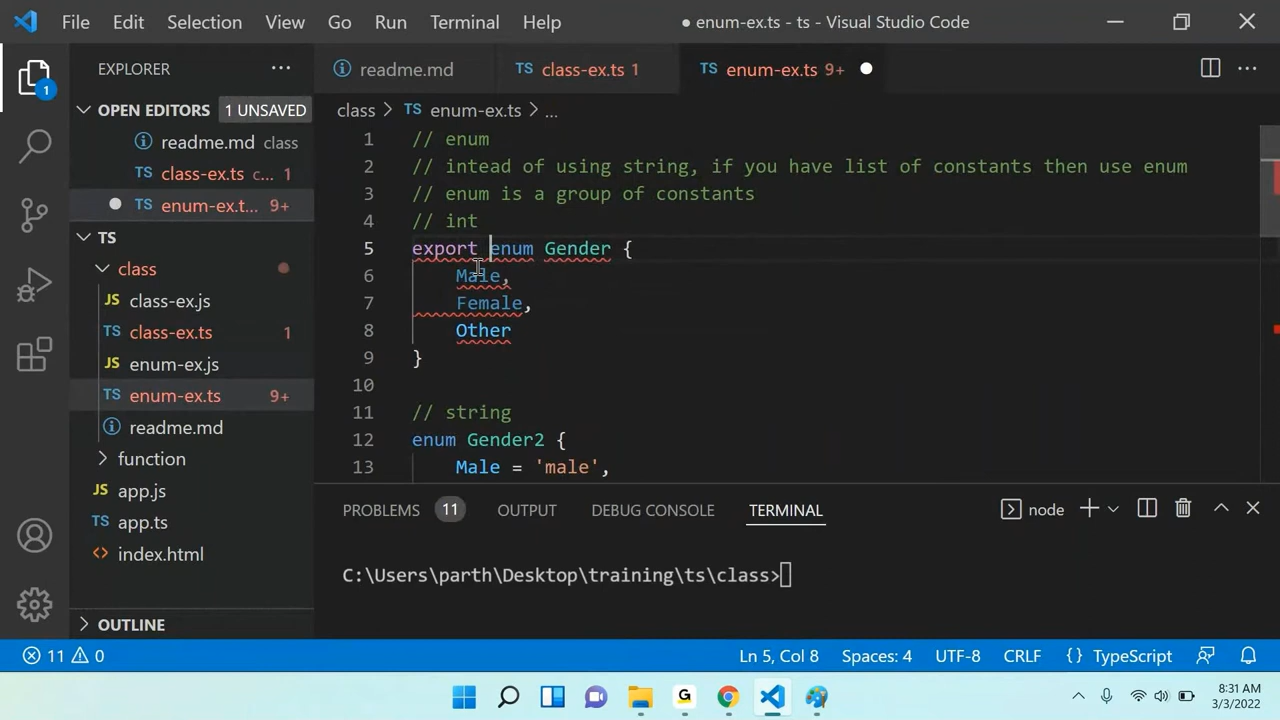 File Edit Selection View Go Run Terminal Help
● enum-ex.ts - ts - Visual Studio Code
EXPLORER
readme.md
TS class-ex.ts 1
TS enum-ex.ts 9+
OPEN EDITORS 1 UNSAVED
readme.md class
TS class-ex.ts c... 1
TS enum-ex.t... 9+
TS
class
JS class-ex.js
TS class-ex.ts 1
JS enum-ex.js
TS enum-ex.ts 9+
readme.md
function
JS app.js
TS app.ts
<> index.html
OUTLINE
1
class > TS enum-ex.ts > ...
1 // enum
2 // intead of using string, if you have list of constants then use enum
3 // enum is a group of constants
4 // int
5 export enum Gender {
6 Male,
7 Female,
8 Other
9 }
10
11 // string
12 enum Gender2 {
13 Male = 'male',
PROBLEMS 11 OUTPUT DEBUG CONSOLE TERMINAL
node
C:\Users\parth\Desktop\training\ts\class>
11 0
Ln 5, Col 8 Spaces: 4 UTF-8 CRLF {} TypeScript
G
8:31 AM
3/3/2022